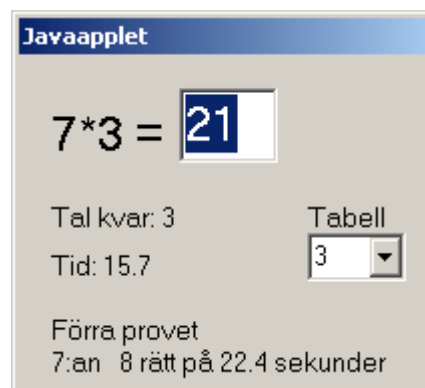 Javaapplet
7*3 = 21
Tal kvar: 3 Tabell
Tid: 15.7 3
Förra provet
7:an 8 rätt på 22.4 sekunder